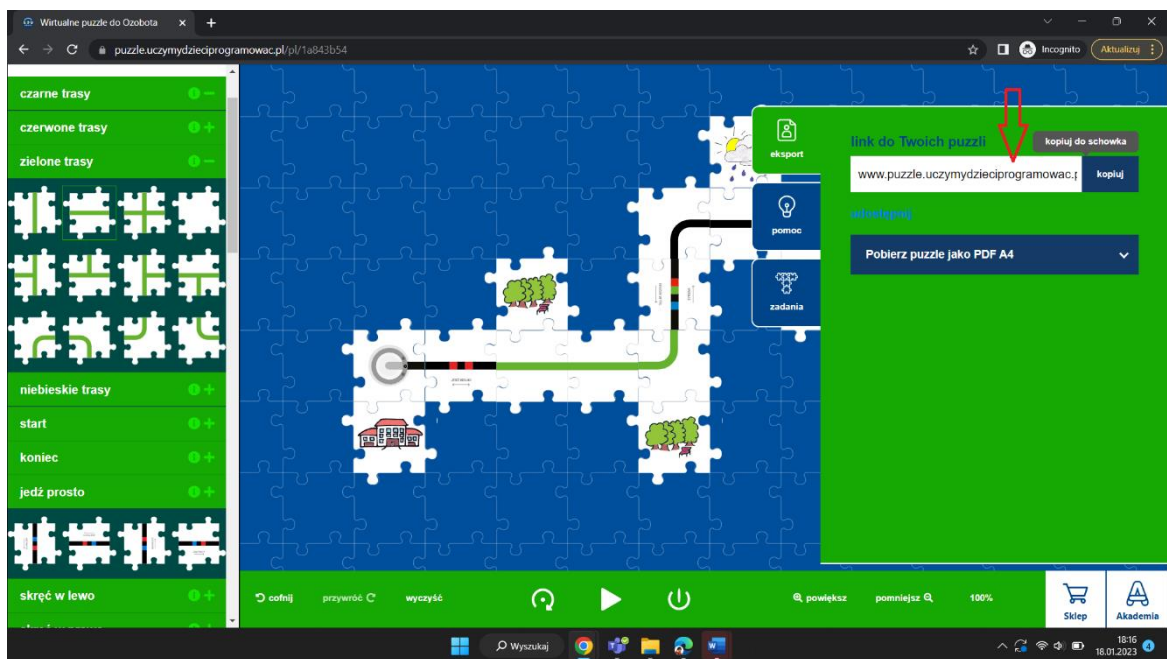 Wirtualne puzzle do Ozobota
puzzle.uczymydzieciprogramowac.pl/pl/1a843b54
Incognito
Aktualizuj
czarne trasy
czerwone trasy
zielone trasy
niebieskie trasy
start
koniec
jedź prosto
skręć w lewo
eksport
pomoc
zadania
link do Twoich puzzli
kopiuj do schowka
www.puzzle.uczymydzieciprogramowac.p
kopiuj
udostępnij
Pobierz puzzle jako PDF A4
cofnij
przywróć
wyczyść
powiększ
pomniejsz
100%
Sklep
Akademia
Wyszukaj
18:16
18.01.2023
4